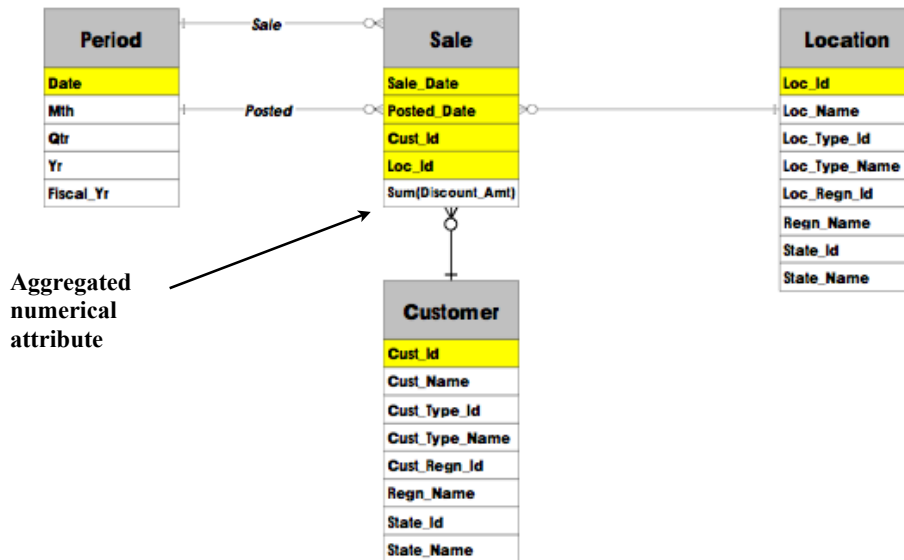 Period
Date
Mth
Qtr
Yr
Fiscal_Yr
Sale
Posted
Sale
Sale_Date
Posted_Date
Cust_Id
Loc_Id
Sum(Discount_Amt)
Location
Loc_Id
Loc_Name
Loc_Type_Id
Loc_Type_Name
Loc_Regn_Id
Regn_Name
State_Id
State_Name
Aggregated
numerical
attribute
Customer
Cust_Id
Cust_Name
Cust_Type_Id
Cust_Type_Name
Cust_Regn_Id
Regn_Name
State_Id
State_Name